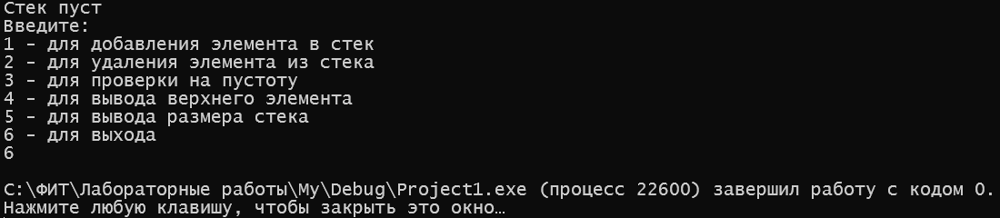 Стек пуст
Введите:
1 - для добавления элемента в стек
2 - для удаления элемента из стека
3 - для проверки на пустоту
4 - для вывода верхнего элемента
5 - для вывода размера стека
6 - для выхода
6
C:\ФИТ\Лабораторные работы\My\Debug\Project1.exe (процесс 22600) завершил работу с кодом 0.
Нажмите любую клавишу, чтобы закрыть это окно…